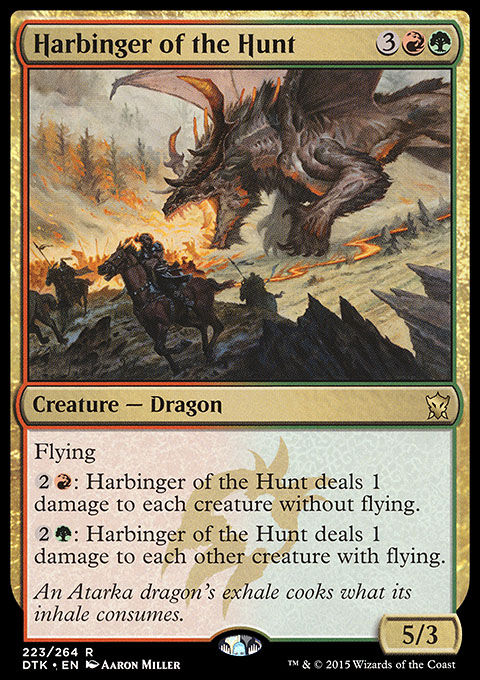 Harbinger of the Hunt 3
Creature — Dragon
Flying
2: Harbinger of the Hunt deals 1
damage to each creature without flying.
2: Harbinger of the Hunt deals 1
damage to each other creature with flying.
An Atarka dragon's exhale cooks what its
inhale consumes.
5/3
223/264 R
DTK • EN Aaron Miller
™ & © 2015 Wizards of the Coast